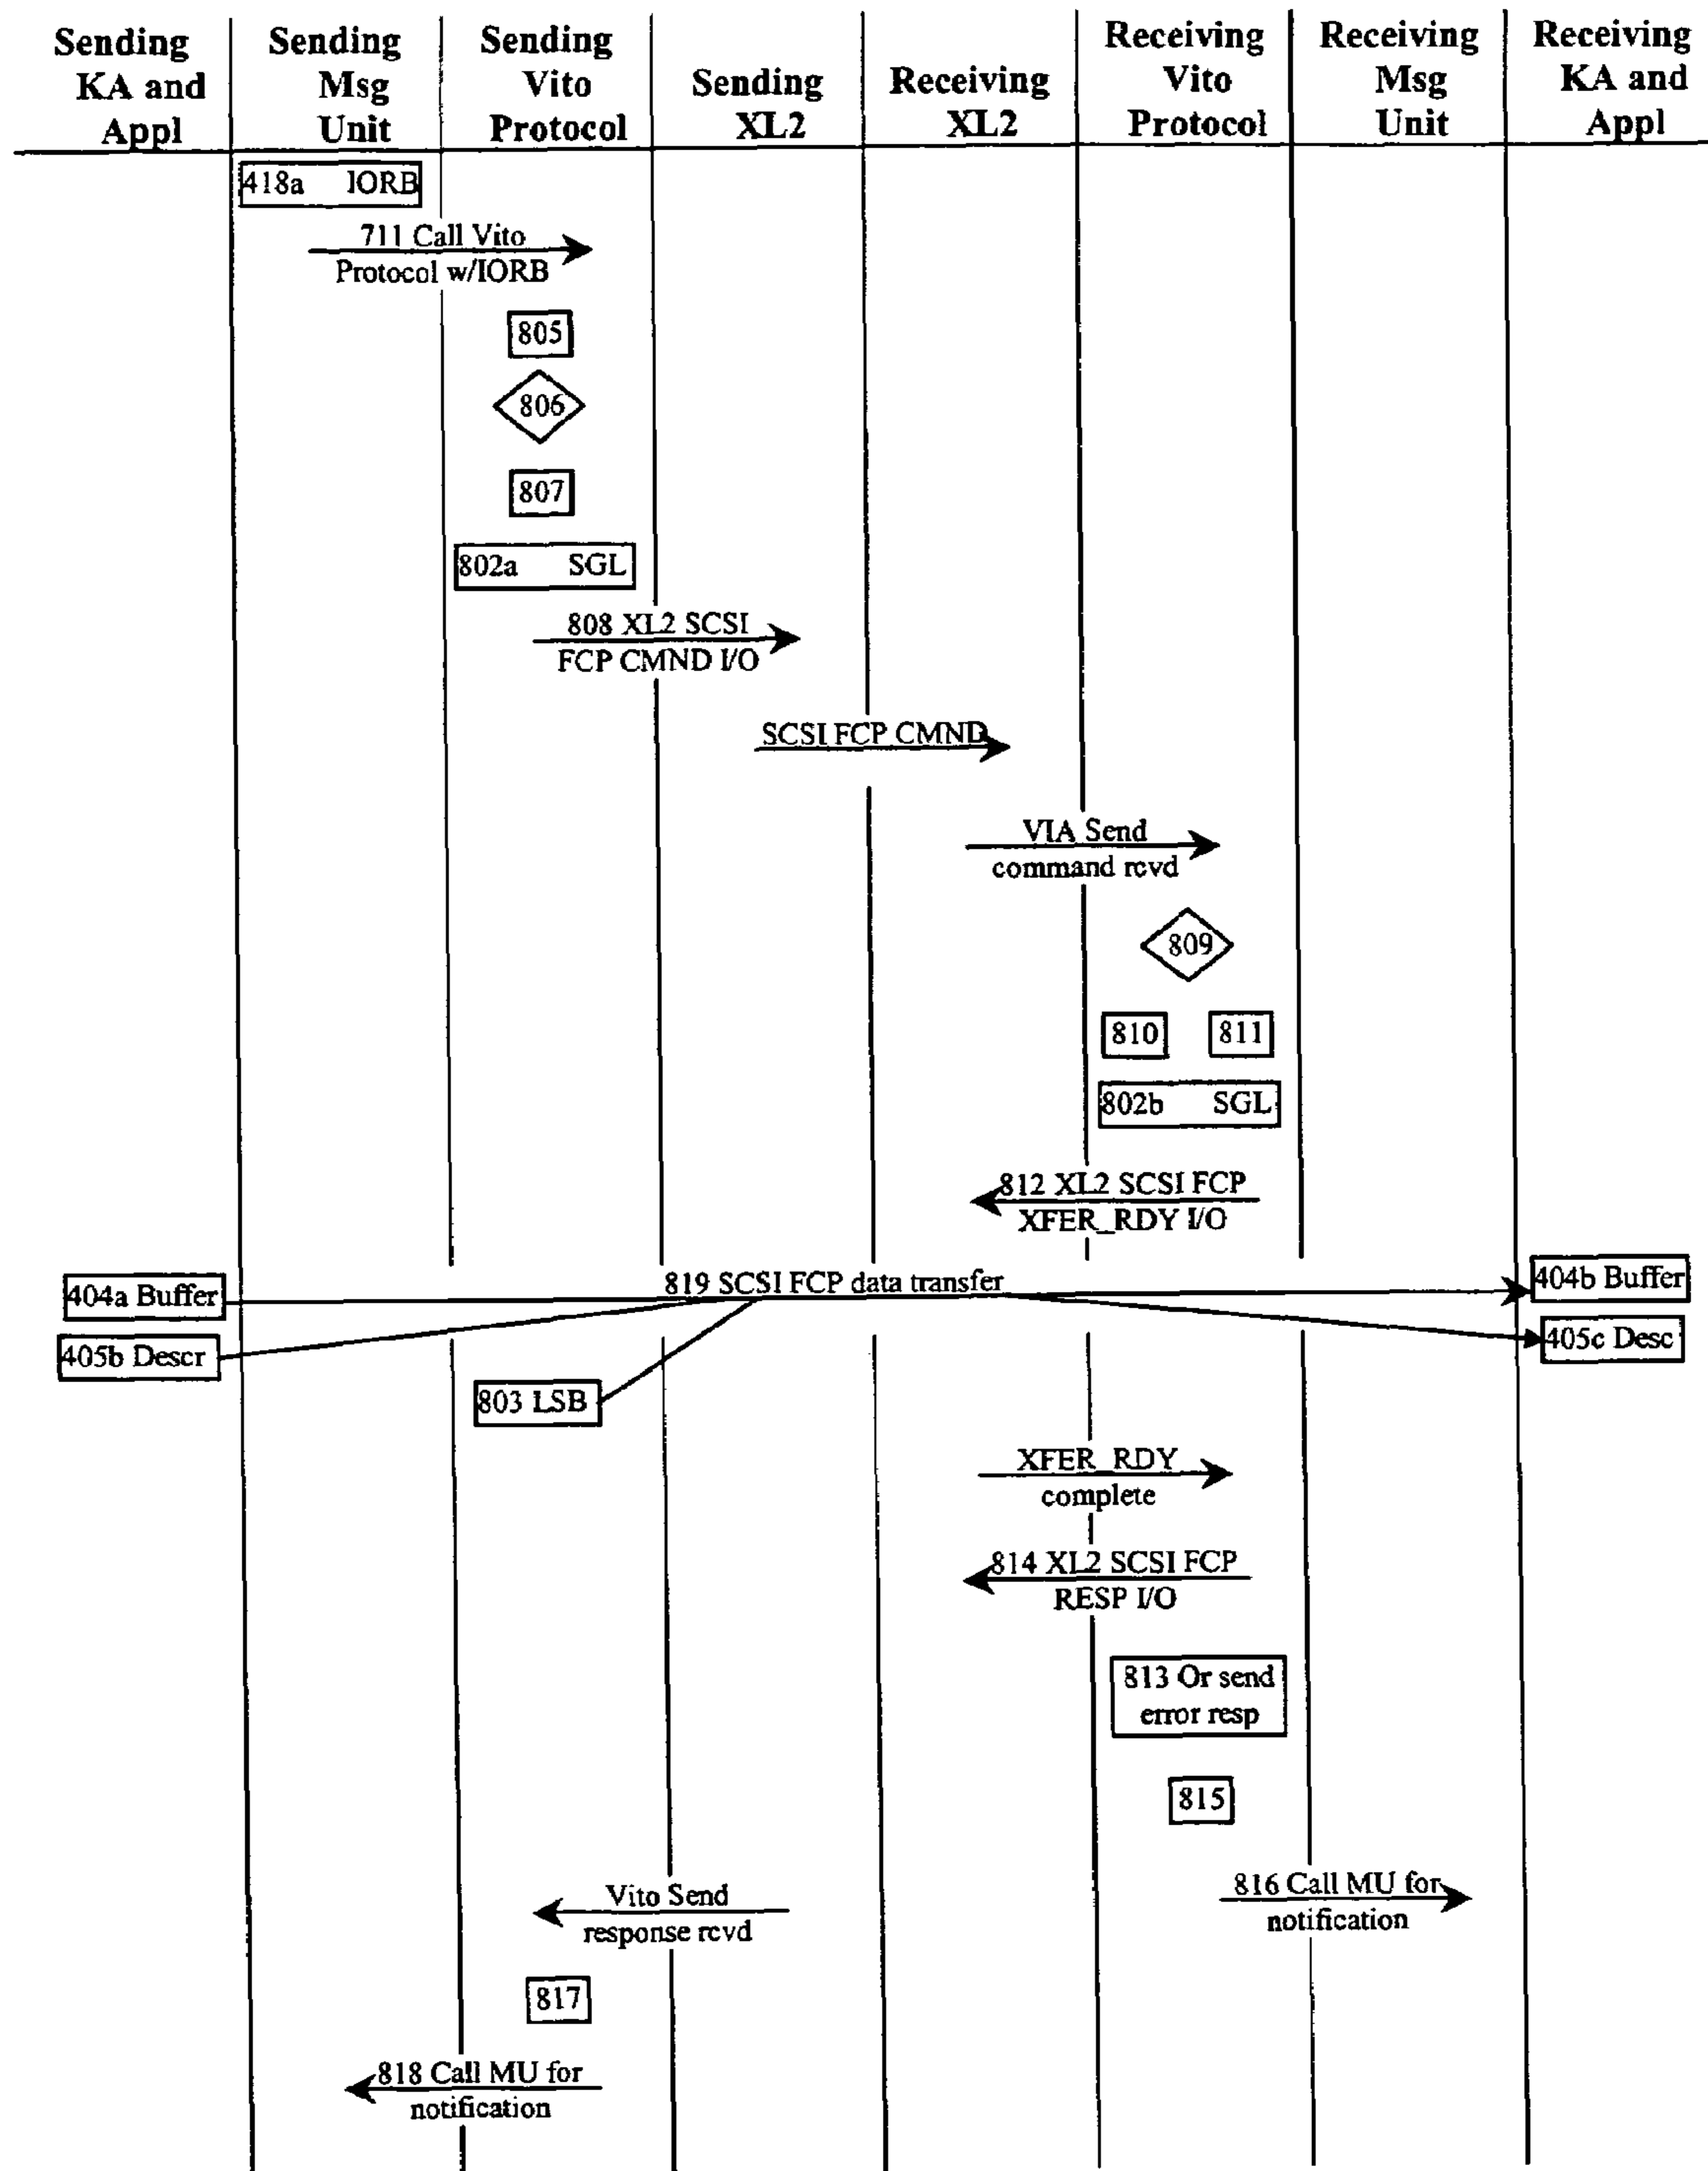 Sending KA and Appl
Sending Msg Unit
Sending Vito Protocol
Sending XL2
Receiving XL2
Receiving Vito Protocol
Receiving Msg Unit
Receiving KA and Appl
418a IORB
711 Call Vito
Protocol w/IORB
805
806
807
802a SGL
808 XL2 SCSI
FCP CMND I/O
SCSI FCP CMND
VIA Send
command rcvd
809
810 811
802b SGL
812 XL2 SCSI FCP
XFER_RDY I/O
404a Buffer
819 SCSI FCP data transfer
404b Buffer
405b Descr
405c Desc
803 LSB
XFER_RDY
complete
814 XL2 SCSI FCP
RESP I/O
813 Or send
error resp
815
816 Call MU for
notification
Vito Send
response rcvd
817
818 Call MU for
notification